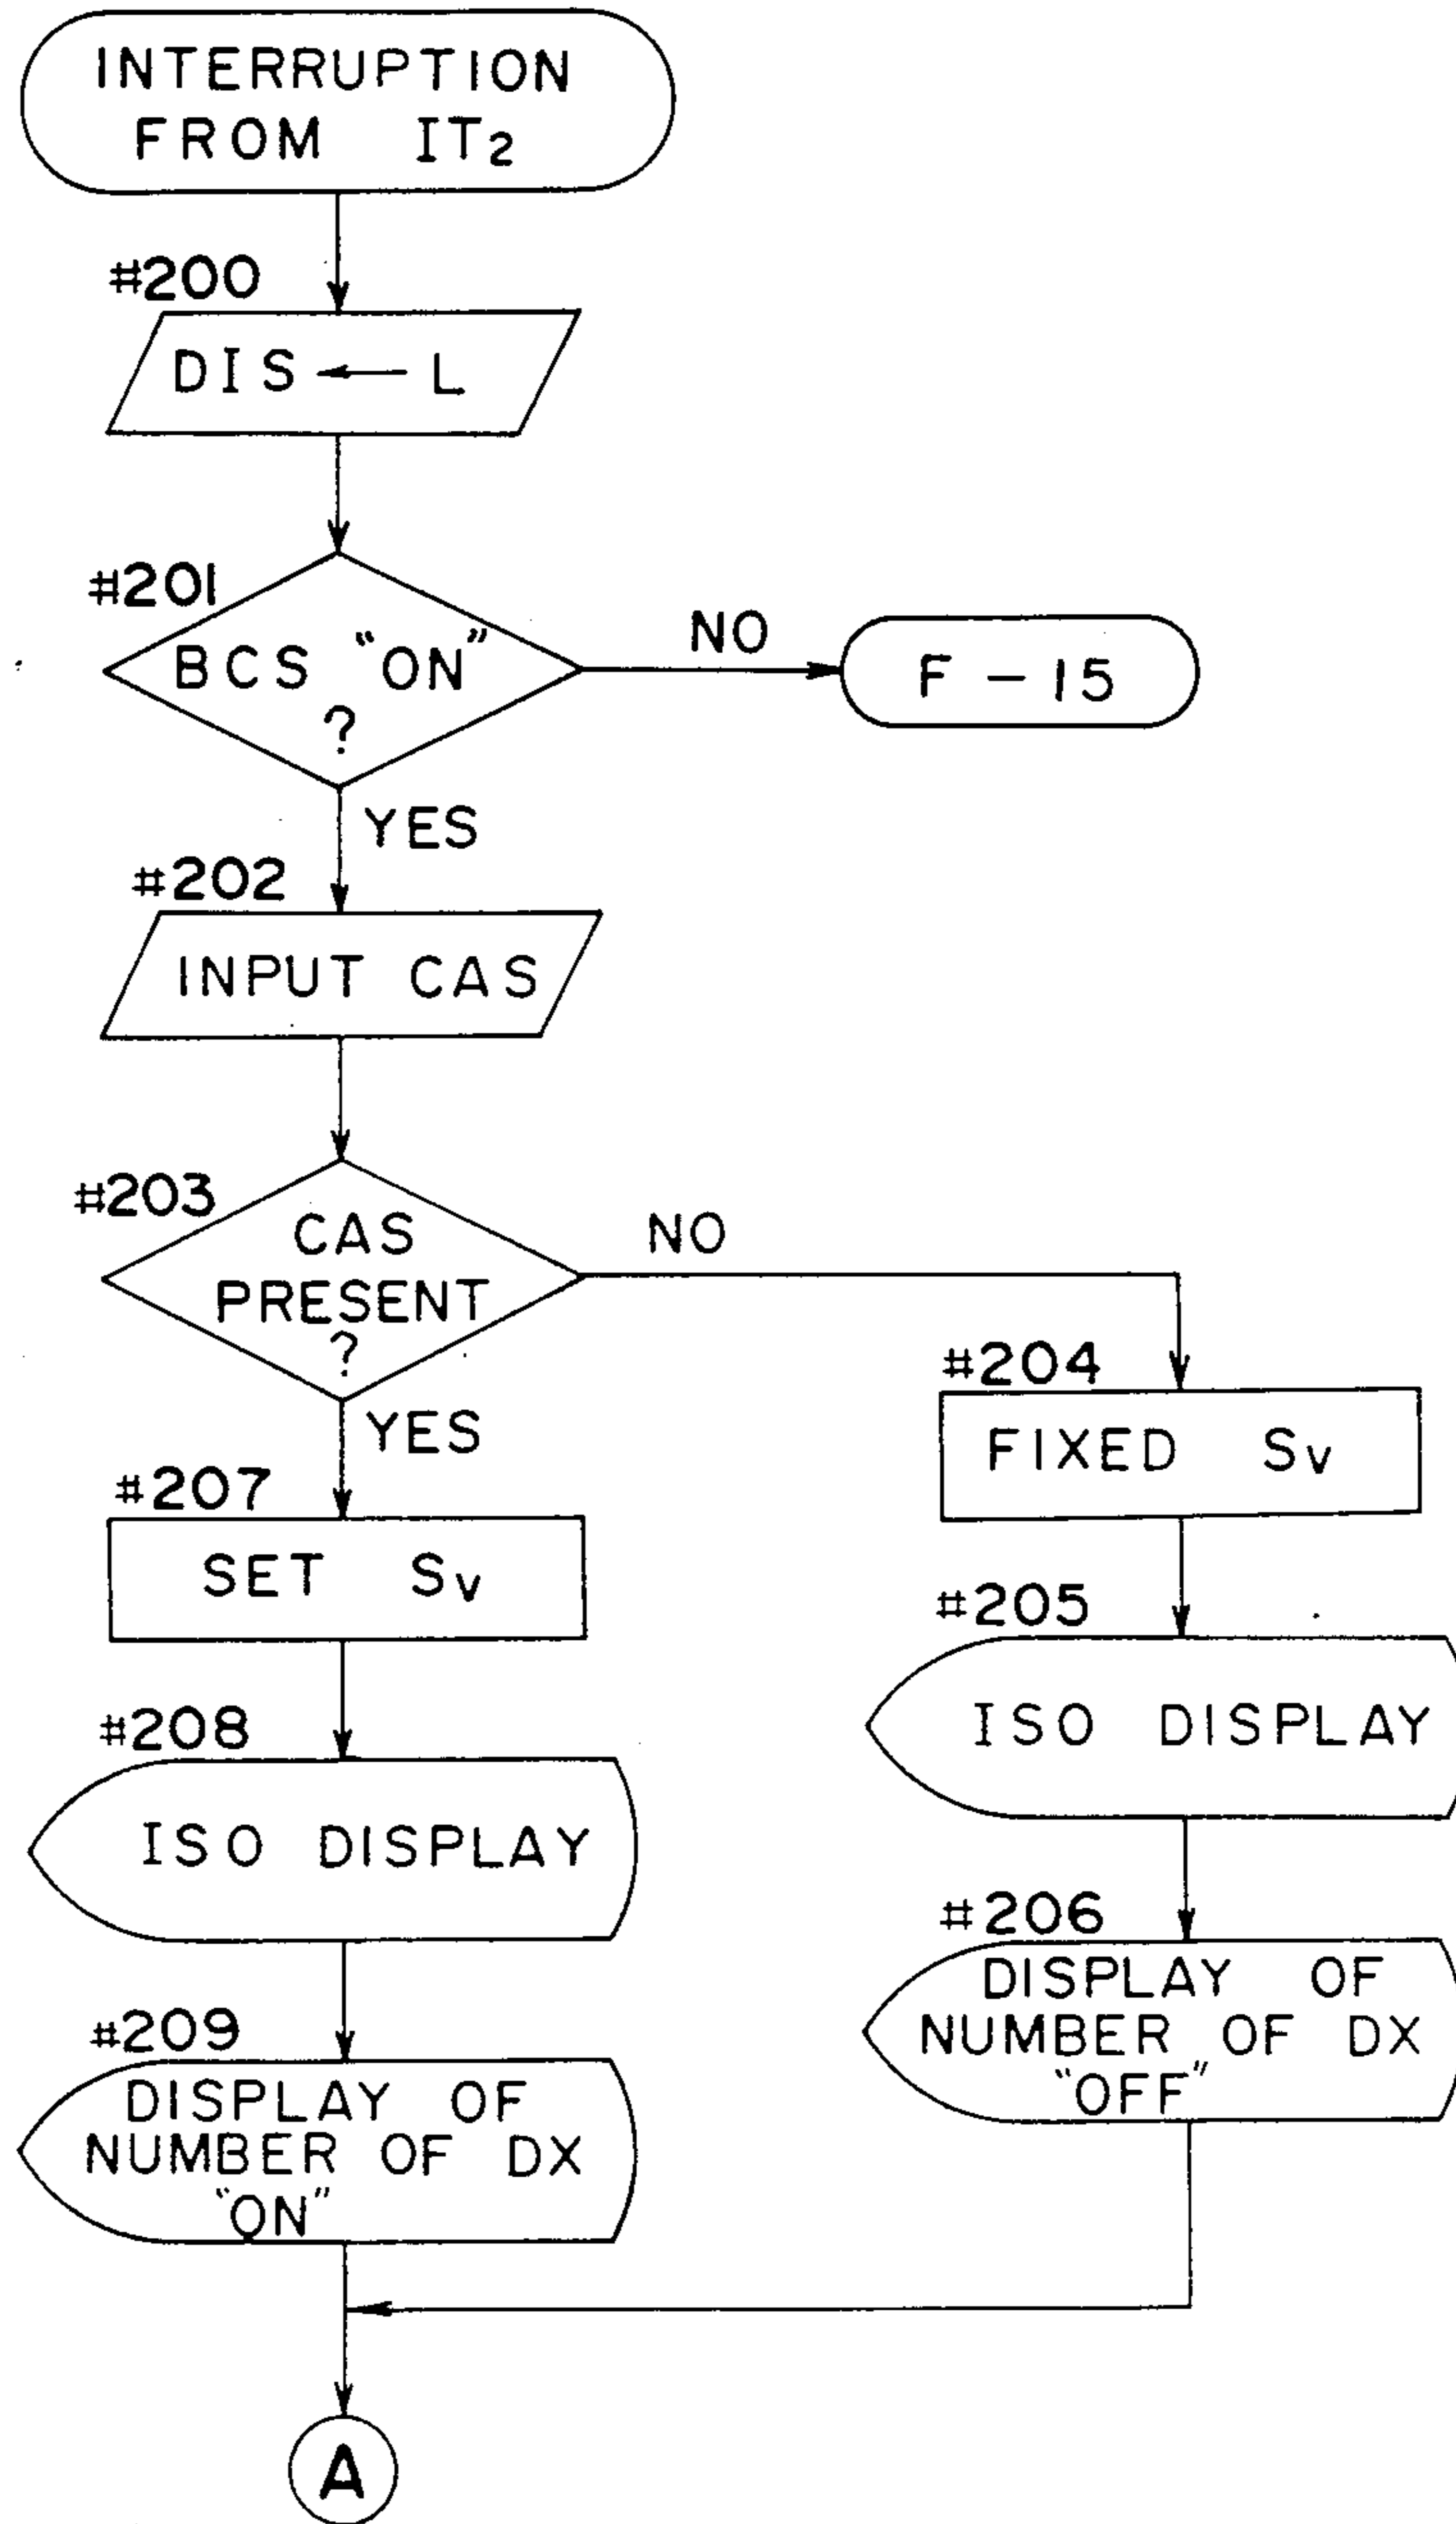 INTERRUPTION
FROM IT2
#200
DIS ← L
#201
BCS "ON"
?
NO
F - 15
YES
#202
INPUT CAS
#203
CAS
PRESENT
?
NO
YES
#204
FIXED Sv
#205
ISO DISPLAY
#206
DISPLAY OF
NUMBER OF DX
"OFF"
#207
SET Sv
#208
ISO DISPLAY
#209
DISPLAY OF
NUMBER OF DX
"ON"
A